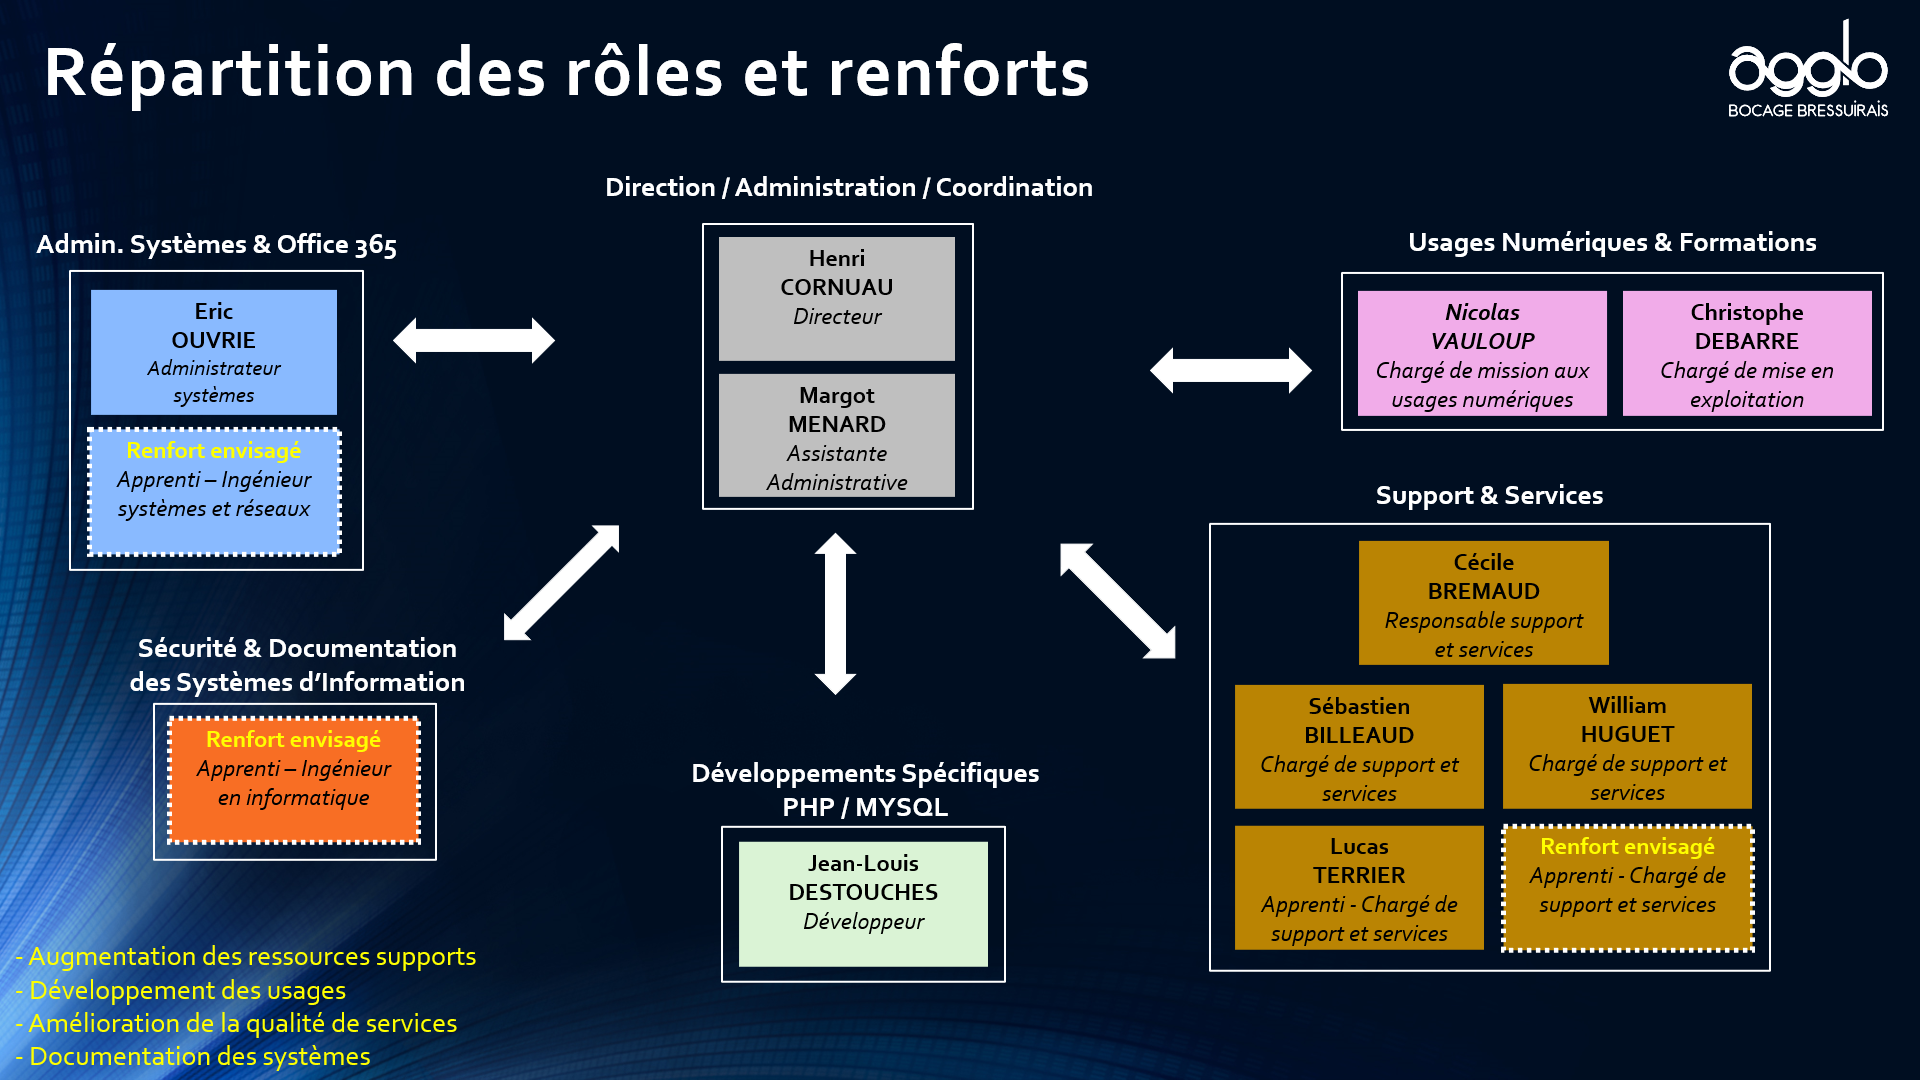 Répartition des rôles et renforts
agglo
BOCAGE BRESSUIRAIS
Direction / Administration / Coordination
Henri
CORNUAU
Directeur
Margot
MENARD
Assistante
Administrative
Admin. Systèmes & Office 365
Eric
OUVRIE
Administrateur
systèmes
Renfort envisagé
Apprenti – Ingénieur
systèmes et réseaux
Usages Numériques & Formations
Nicolas
VAULOUP
Chargé de mission aux
usages numériques
Christophe
DEBARRE
Chargé de mise en
exploitation
Support & Services
Cécile
BREMAUD
Responsable support
et services
Sébastien
BILLEAUD
Chargé de support et
services
William
HUGUET
Chargé de support et
services
Lucas
TERRIER
Apprenti - Chargé de
support et services
Renfort envisagé
Apprenti - Chargé de
support et services
Sécurité & Documentation
des Systèmes d’Information
Renfort envisagé
Apprenti – Ingénieur
en informatique
Développements Spécifiques
PHP / MYSQL
Jean-Louis
DESTOUCHES
Développeur
- Augmentation des ressources supports
- Développement des usages
- Amélioration de la qualité de services
- Documentation des systèmes